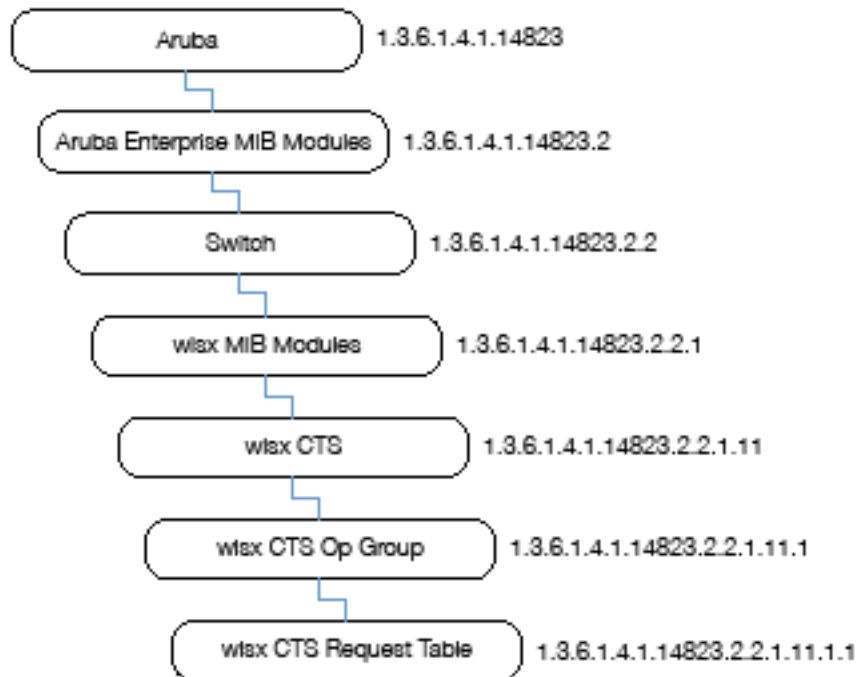 Aruba 1.3.6.1.4.1.14823
Aruba Enterprise MIB Modules 1.3.6.1.4.1.14823.2
Switch 1.3.6.1.4.1.14823.2.2
wlsx MIB Modules 1.3.6.1.4.1.14823.2.2.1
wlsx CTS 1.3.6.1.4.1.14823.2.2.1.11
wlsx CTS Op Group 1.3.6.1.4.1.14823.2.2.1.11.1
wlsx CTS Request Table 1.3.6.1.4.1.14823.2.2.1.11.1.1